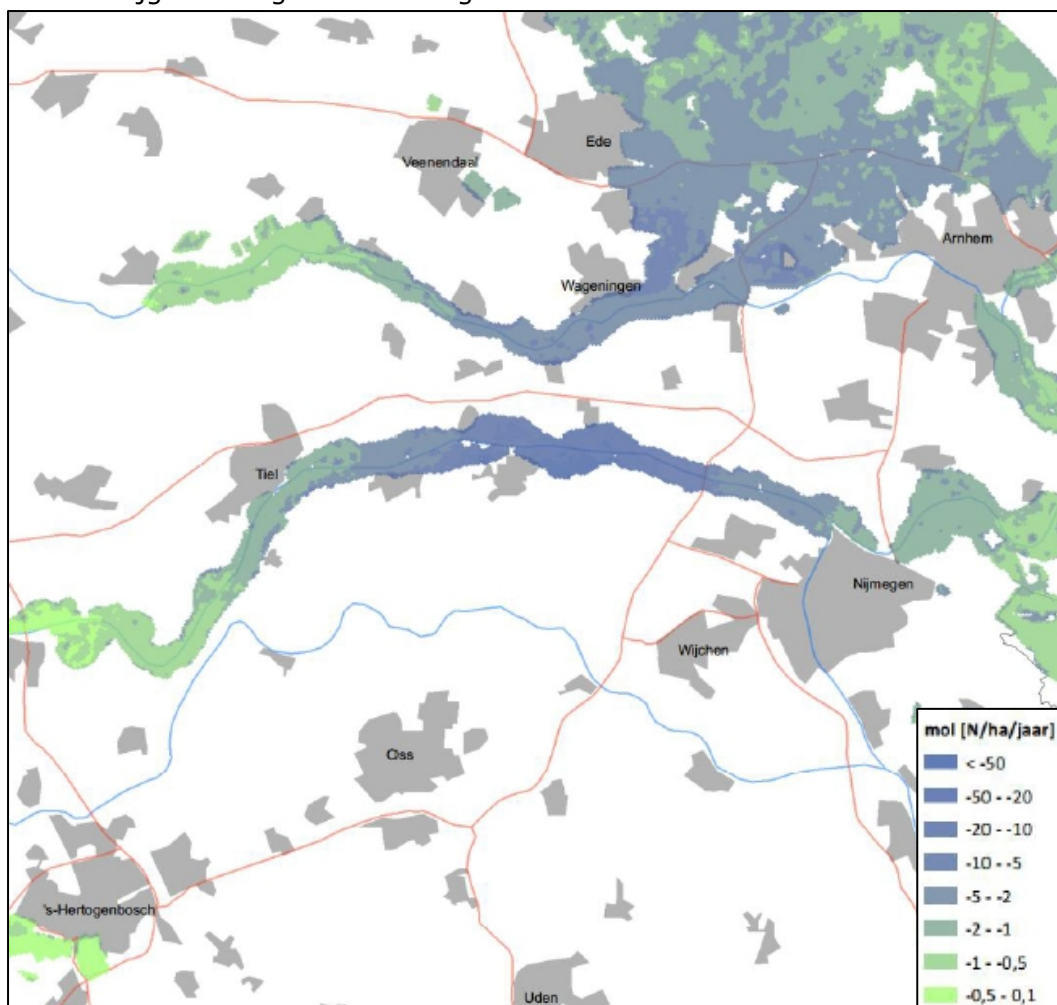 Ede
Veenendaal
Arnhem
Wageningen
Tiel
Nijmegen
Wijchen
Oss
's-Hertogenbosch
Uden
mol [N/ha/jaar]
< -50
-50 - -20
-20 - -10
-10 - -5
-5 - -2
-2 - -1
-1 - -0,5
-0,5 - 0,1